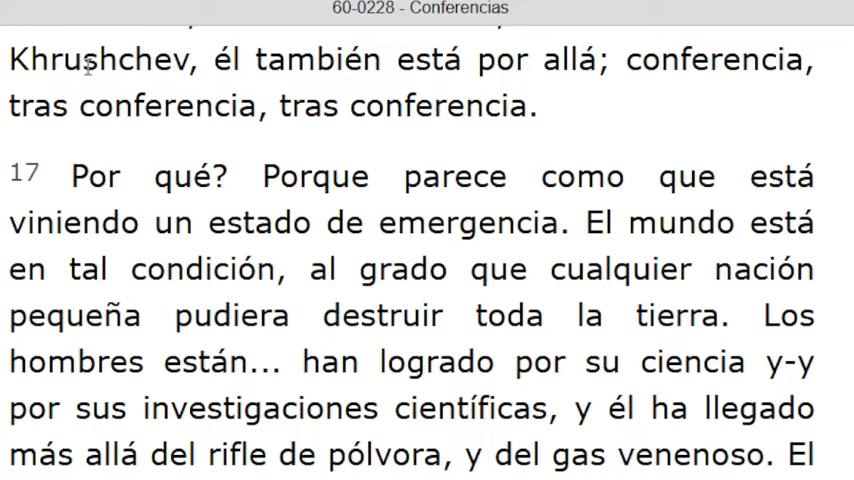 60-0228 - Conferencias
Khrushchev, él también está por allá; conferencia,
tras conferencia, tras conferencia.
17 Por qué? Porque parece como que está
viniendo un estado de emergencia. El mundo está
en tal condición, al grado que cualquier nación
pequeña pudiera destruir toda la tierra. Los
hombres están... han logrado por su ciencia y-y
por sus investigaciones científicas, y él ha llegado
más allá del rifle de pólvora, y del gas venenoso. El